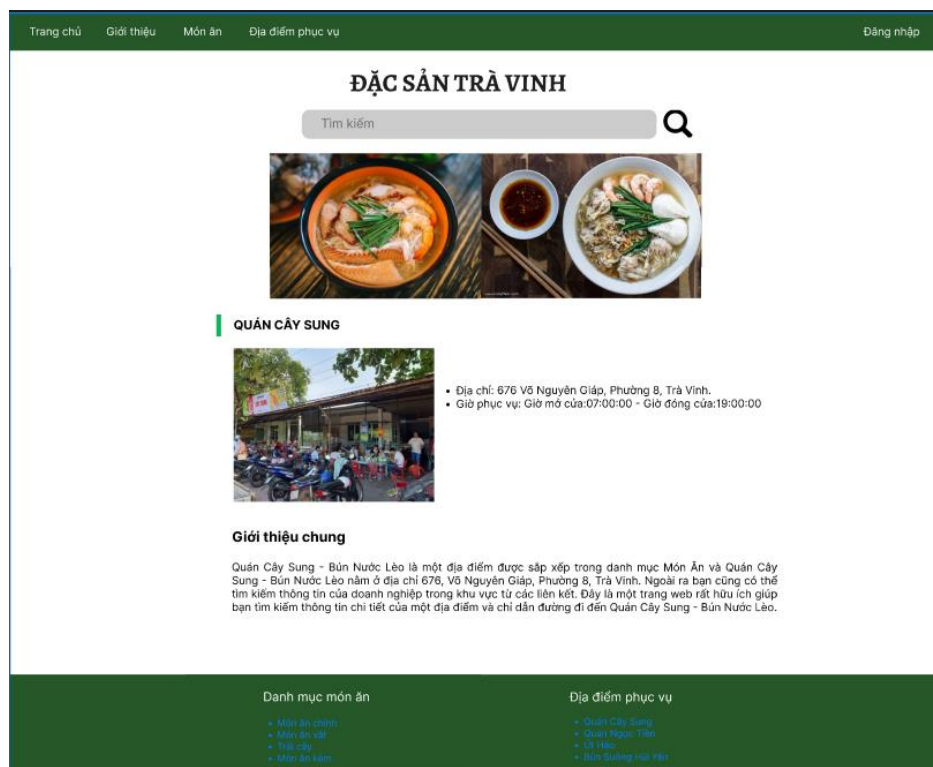 Trang chủ Giới thiệu Món ăn Địa điểm phục vụ Đăng nhập
ĐẶC SẢN TRÀ VINH
Tìm kiếm
QUÁN CÂY SUNG
• Địa chỉ: 676 Võ Nguyên Giáp, Phường 8, Trà Vinh.
• Giờ phục vụ: Giờ mở cửa:07:00:00 - Giờ đóng cửa:19:00:00
Giới thiệu chung
Quán Cây Sung - Bún Nước Lèo là một địa điểm được sắp xếp trong danh mục Món Ăn và Quán Cây
Sung - Bún Nước Lèo nằm ở địa chỉ 676, Võ Nguyên Giáp, Phường 8, Trà Vinh. Ngoài ra bạn cũng có thể
tìm kiếm thông tin của doanh nghiệp trong khu vực từ các liên kết. Đây là một trang web rất hữu ích giúp
bạn tìm kiếm thông tin chi tiết của một địa điểm và chỉ dẫn đường đi đến Quán Cây Sung - Bún Nước Lèo.
Danh mục món ăn
• Món ăn chính
• Món ăn vặt
• Trái cây
• Món ăn kèm
Địa điểm phục vụ
• Quán Cây Sung
• Quán Ngọc Tiên
• Út Hào
• Bún Suông